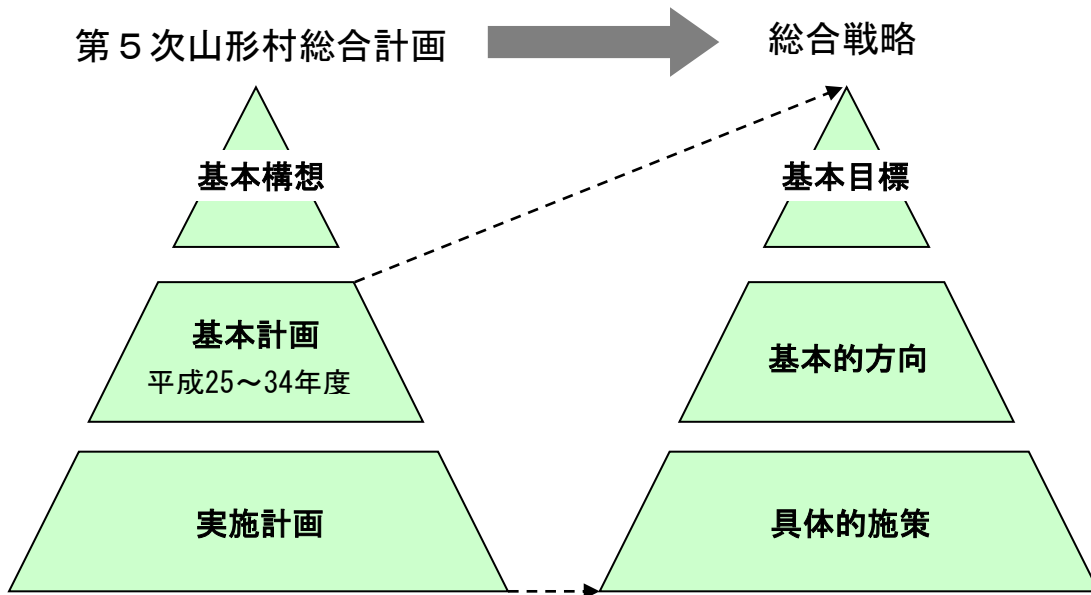 第５次山形村総合計画
総合戦略
基本構想
基本計画
平成25～34年度
実施計画
基本目標
基本的方向
具体的施策